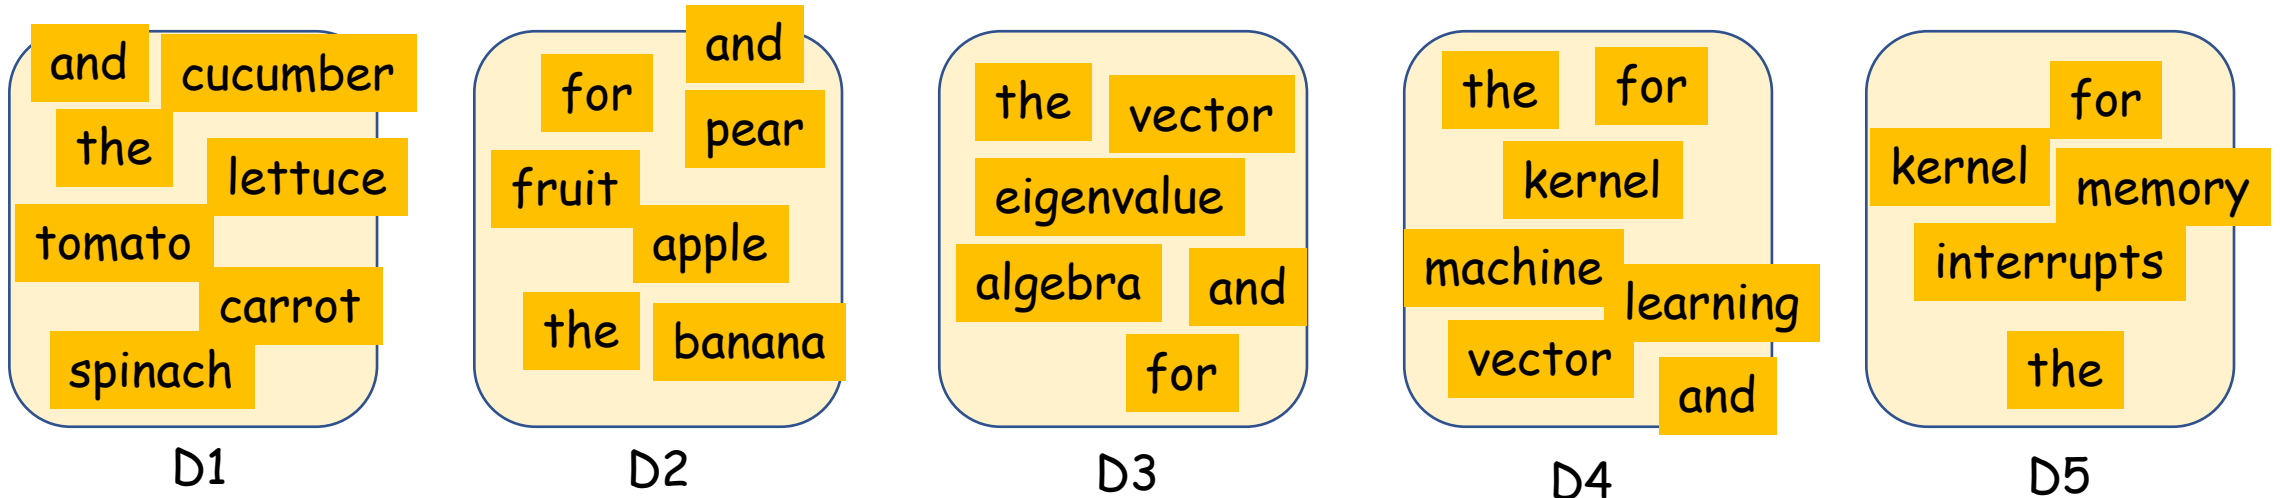 and
cucumber
the
lettuce
tomato
carrot
spinach
D1
and
for
pear
fruit
apple
the
banana
D2
the
vector
eigenvalue
algebra
and
for
D3
the
for
kernel
machine
learning
vector
and
D4
for
kernel
memory
interrupts
the
D5